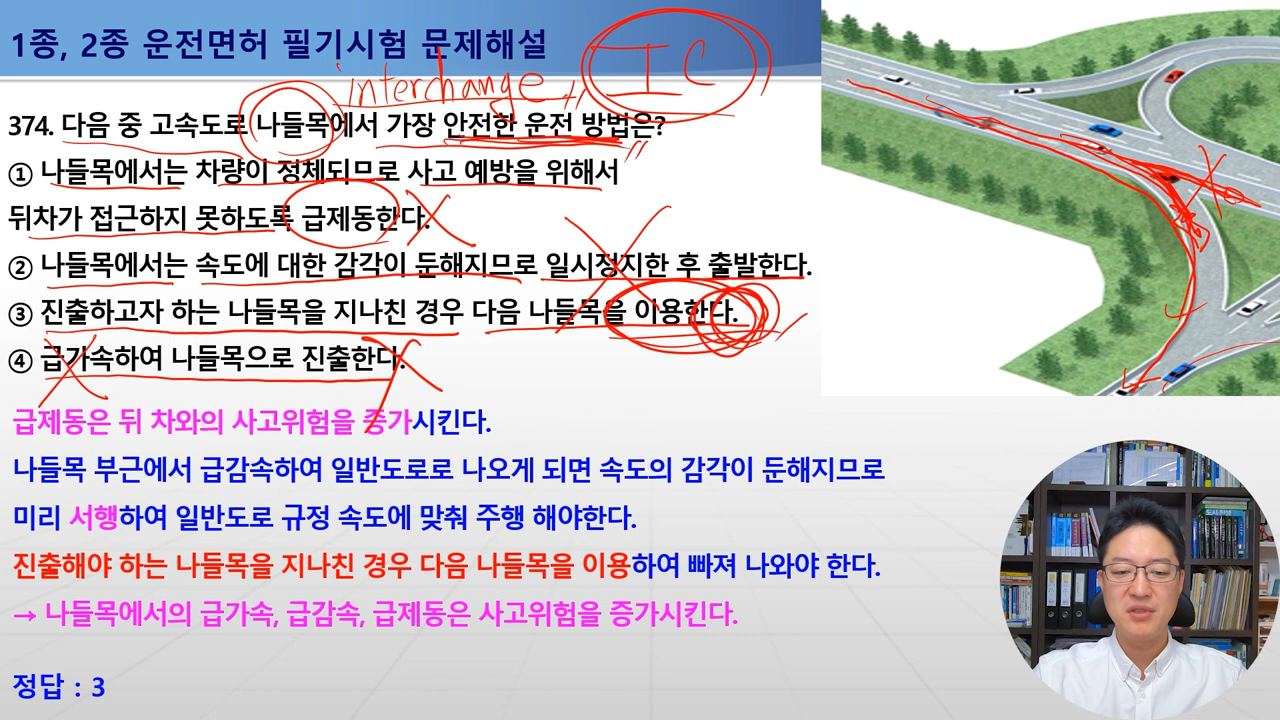 1종, 2종 운전면허 필기시험 문제해설
interchange IC
374. 다음 중 고속도로 나들목에서 가장 안전한 운전 방법은?
① 나들목에서는 차량이 정체되므로 사고 예방을 위해서
뒤차가 접근하지 못하도록 급제동한다.
② 나들목에서는 속도에 대한 감각이 둔해지므로 일시정지한 후 출발한다.
③ 진출하고자 하는 나들목을 지나친 경우 다음 나들목을 이용한다.
④ 급가속하여 나들목으로 진출한다.
급제동은 뒤 차와의 사고위험을 증가시킨다.
나들목 부근에서 급감속하여 일반도로로 나오게 되면 속도의 감각이 둔해지므로
미리 서행하여 일반도로 규정 속도에 맞춰 주행 해야한다.
진출해야 하는 나들목을 지나친 경우 다음 나들목을 이용하여 빠져 나와야 한다.
→ 나들목에서의 급가속, 급감속, 급제동은 사고위험을 증가시킨다.
정답 : 3